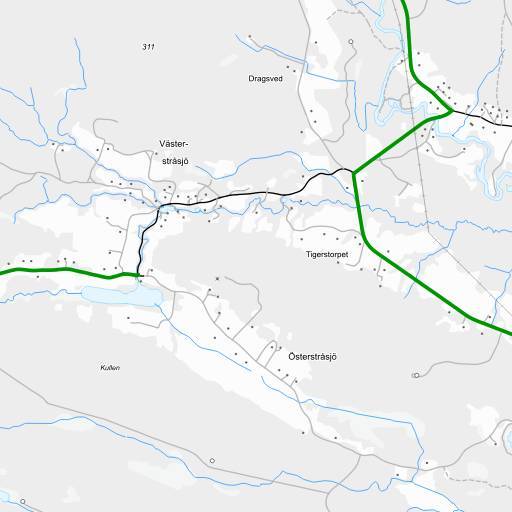 311
Dragsved
Väster-
stråsjö
Tigerstorpet
Österstråsjö
Kullen